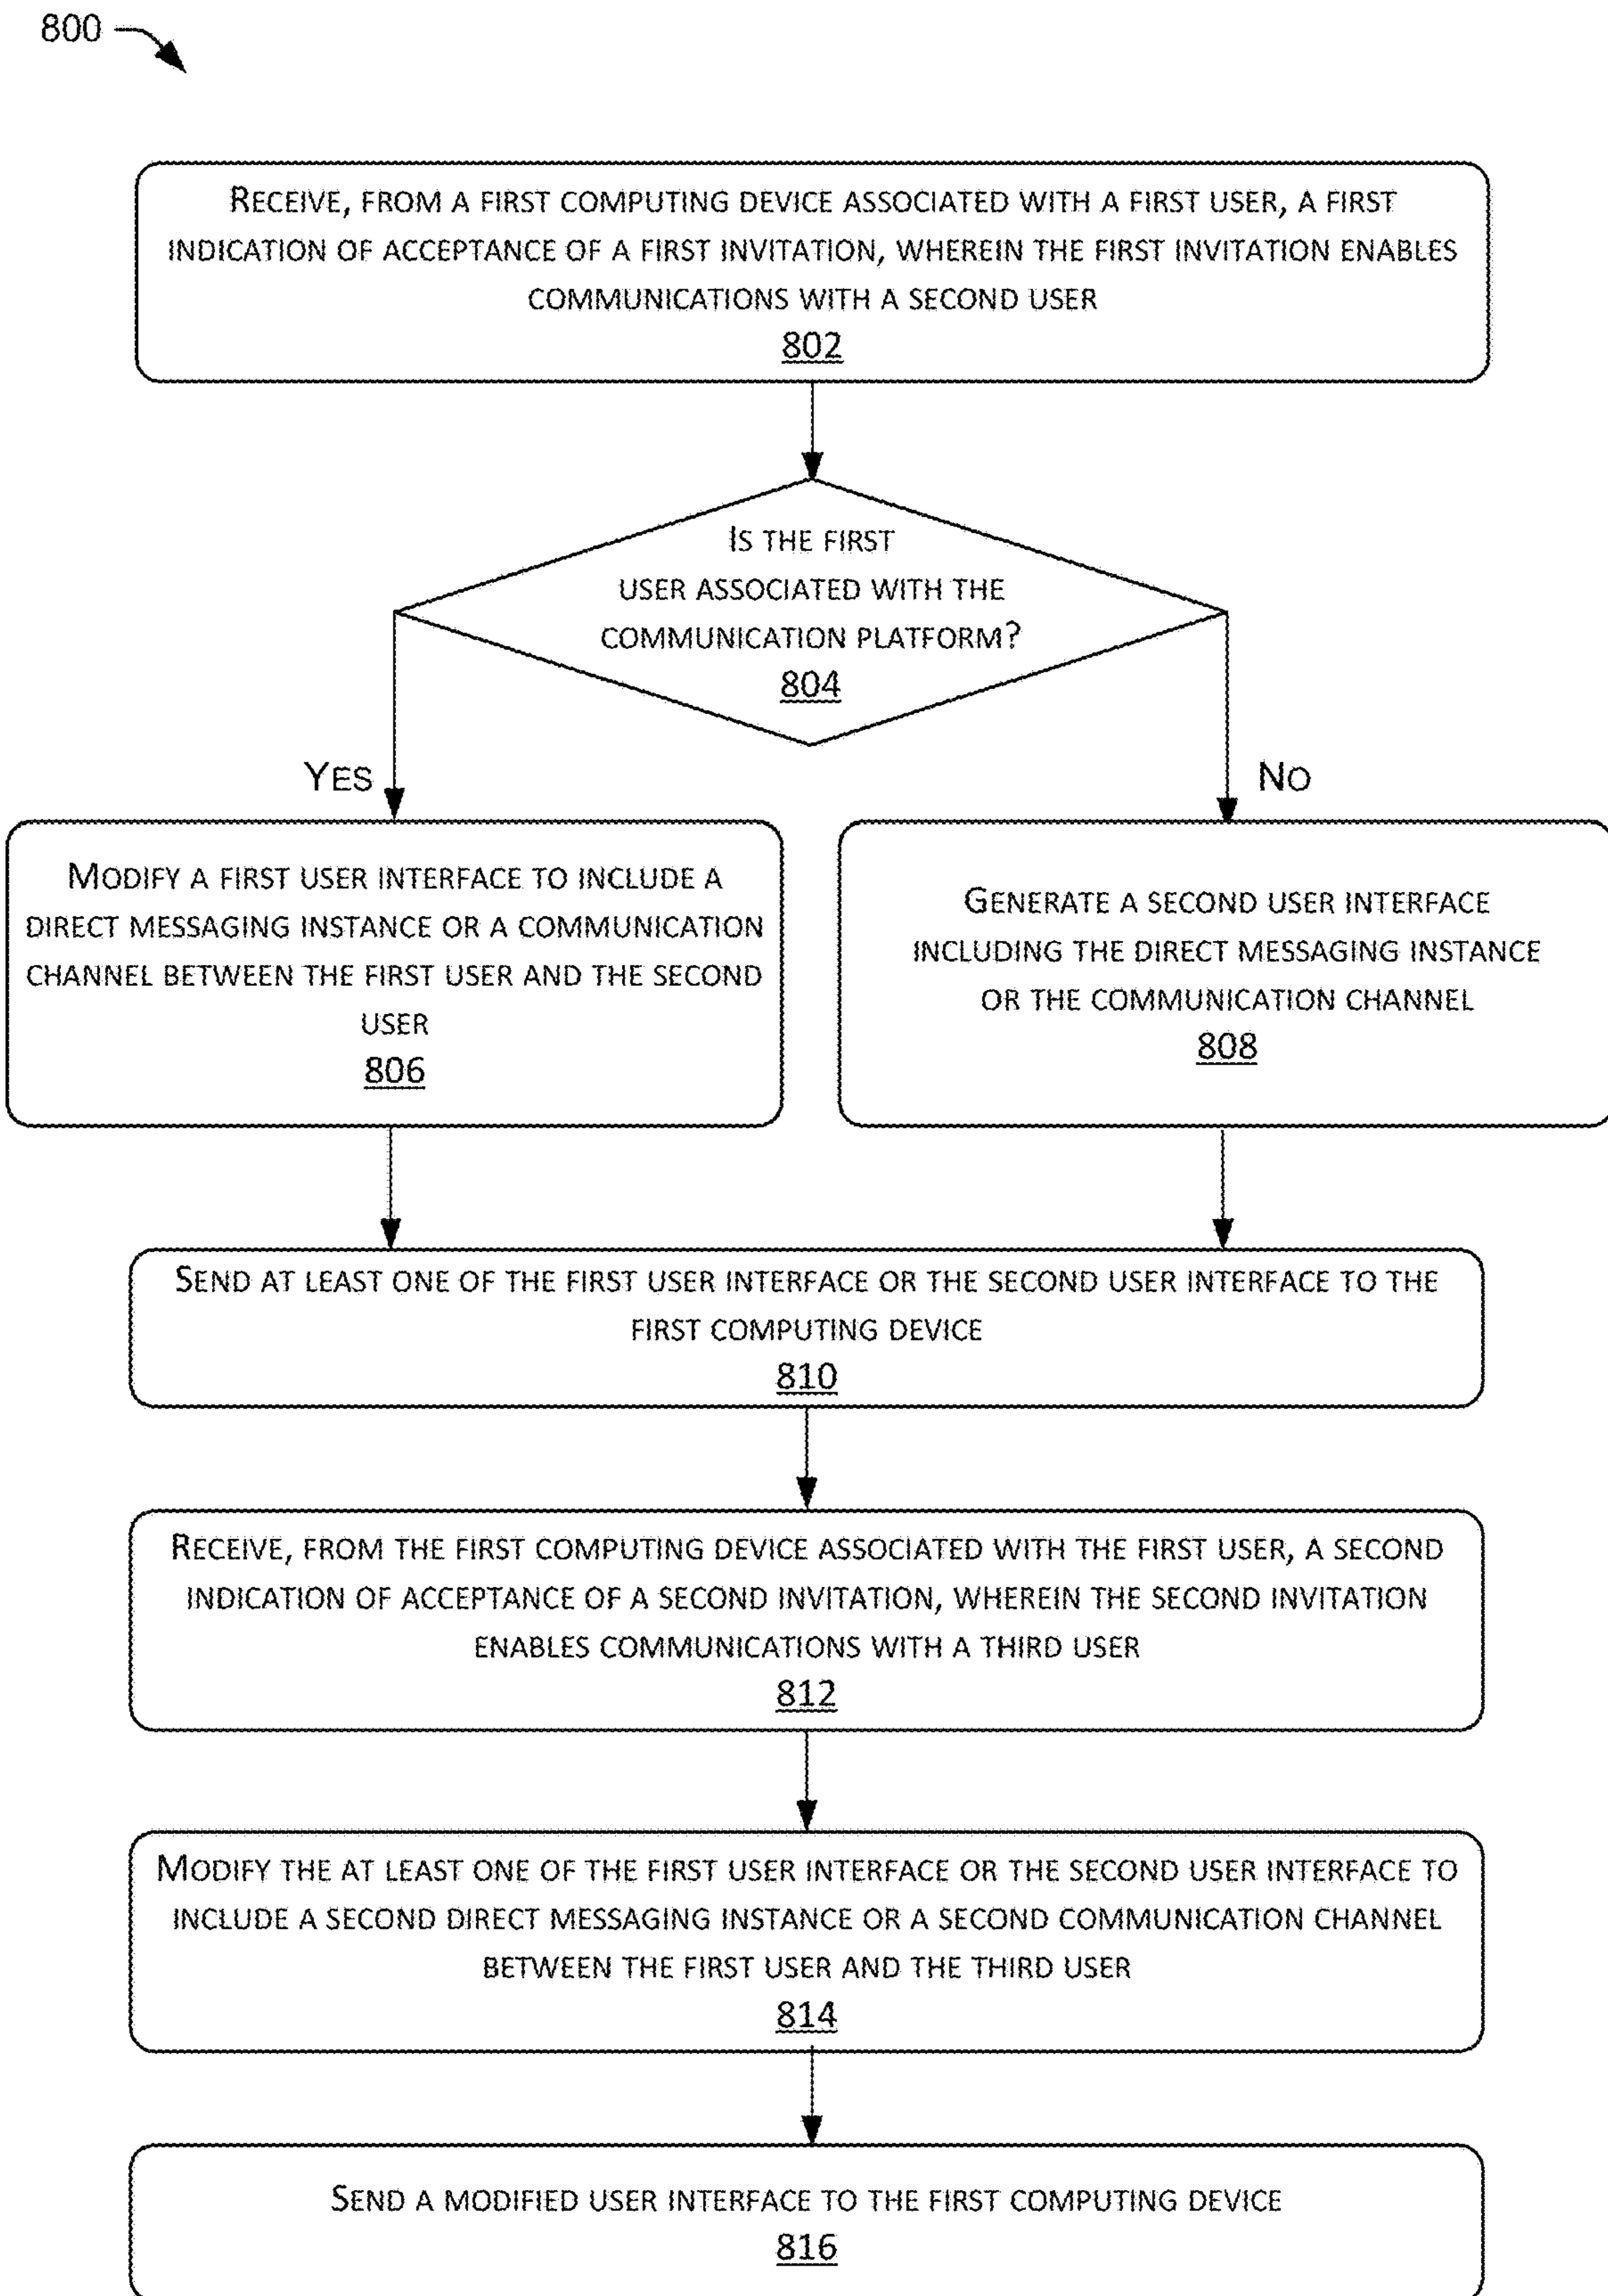 800
Receive, from a first computing device associated with a first user, a first
indication of acceptance of a first invitation, wherein the first invitation enables
communications with a second user
802
Is the first
user associated with the
communication platform?
804
Yes
No
Modify a first user interface to include a
direct messaging instance or a communication
channel between the first user and the second
user
806
Generate a second user interface
including the direct messaging instance
or the communication channel
808
Send at least one of the first user interface or the second user interface to the
first computing device
810
Receive, from the first computing device associated with the first user, a second
indication of acceptance of a second invitation, wherein the second invitation
enables communications with a third user
812
Modify the at least one of the first user interface or the second user interface to
include a second direct messaging instance or a second communication channel
between the first user and the third user
814
Send a modified user interface to the first computing device
816